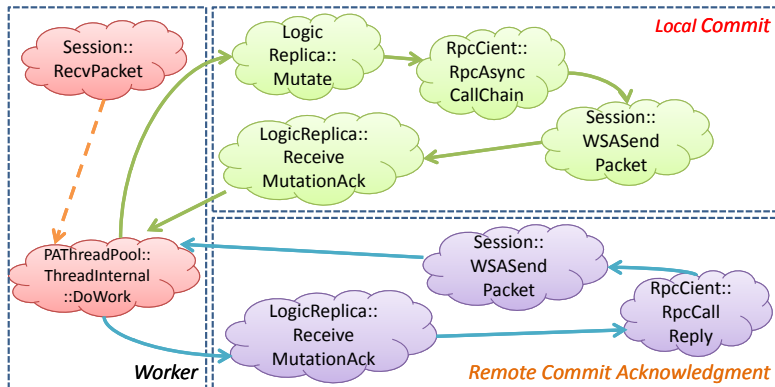 Session::
RecvPacket
PAThreadPool::
ThreadInternal
::DoWork
Worker
Local Commit
Logic
Replica::
Mutate
RpcCient::
RpcAsync
CallChain
Session::
WSASend
Packet
LogicReplica::
Receive
MutationAck
Session::
WSASend
Packet
RpcCient::
RpcCall
Reply
LogicReplica::
Receive
MutationAck
Remote Commit Acknowledgment